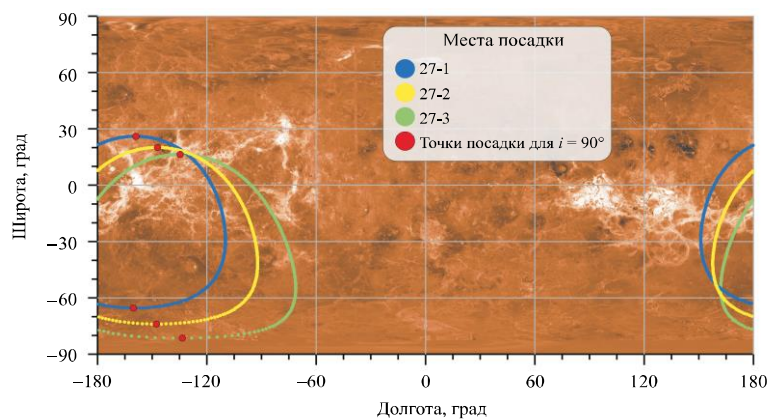 90
60
30
0
−30
−60
−90
Широта, град
Места посадки
27-1
27-2
27-3
Точки посадки для i = 90°
−180 −120 −60 0 60 120 180
Долгота, град